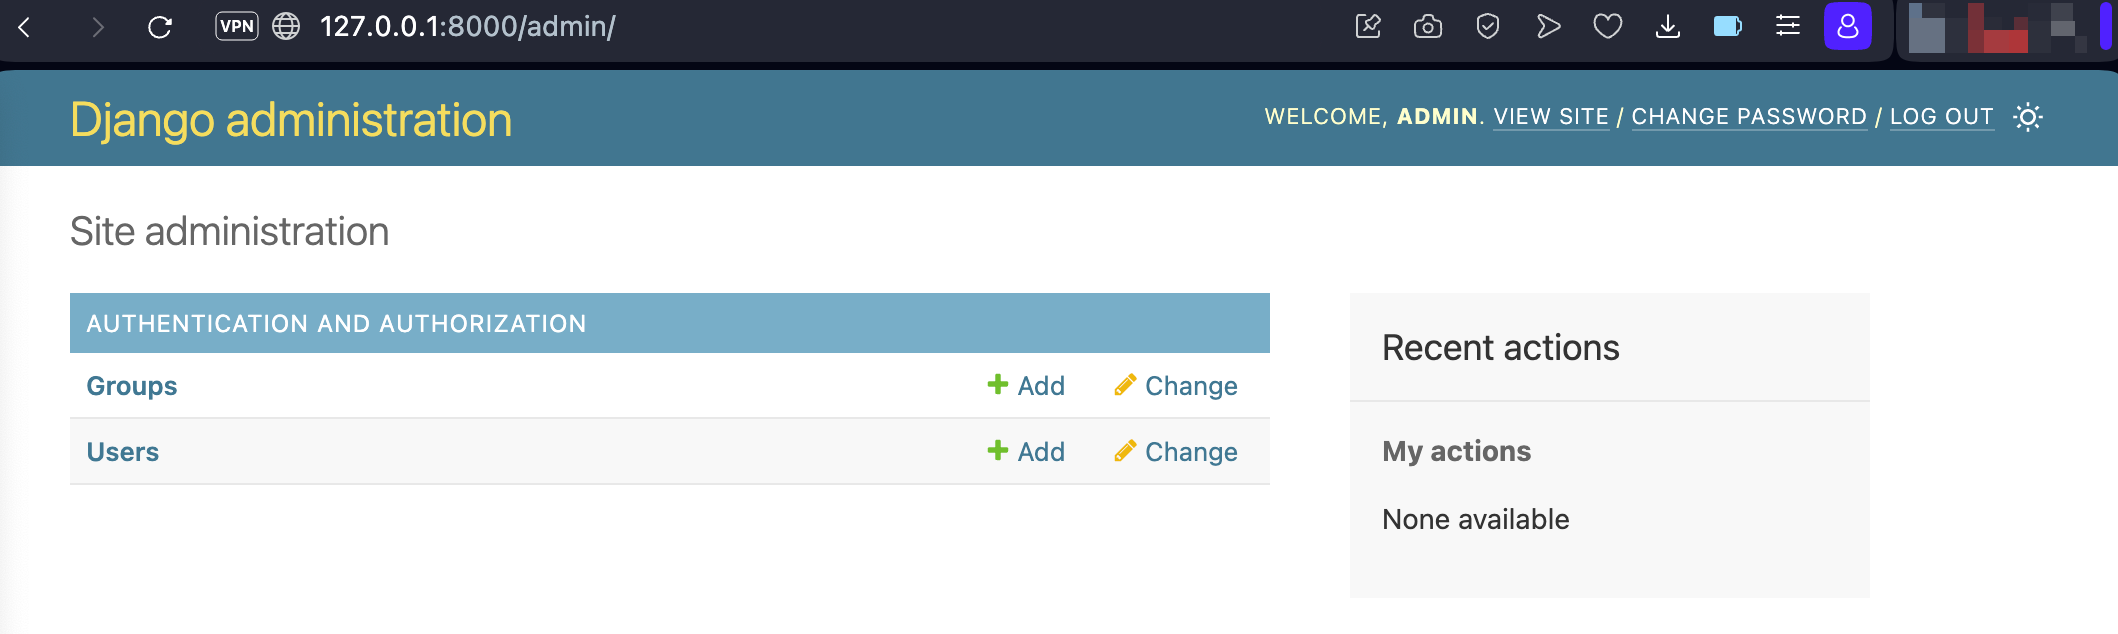 VPN 127.0.0.1:8000/admin/
Django administration
WELCOME, ADMIN. VIEW SITE / CHANGE PASSWORD / LOG OUT
Site administration
AUTHENTICATION AND AUTHORIZATION
Groups Add Change
Users Add Change
Recent actions
My actions
None available